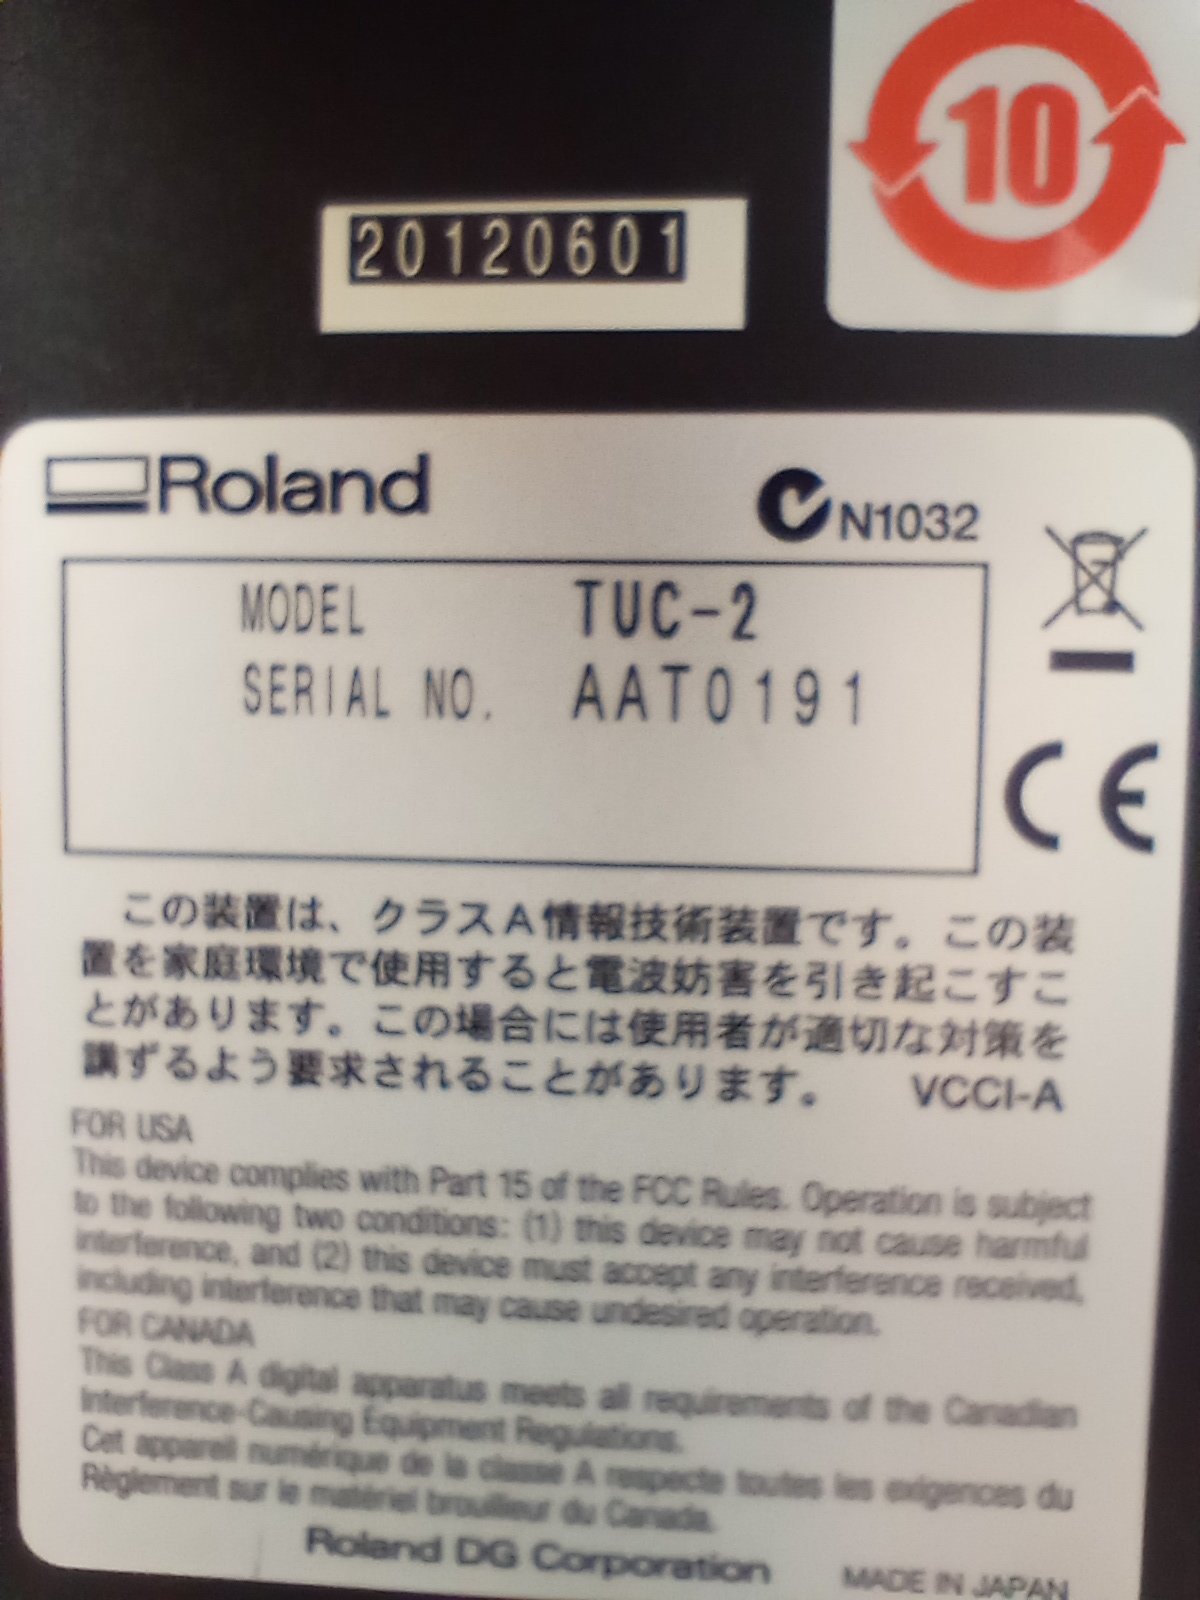 10
20120601
Roland
N1032
MODEL TUC-2
SERIAL NO. AAT0191
CE
この装置は、クラスA情報技術装置です。この装
置を家庭環境で使用すると電波妨害を引き起こすこ
とがあります。この場合には使用者が適切な対策を
講ずるよう要求されることがあります。 VCCI-A
FOR USA
This device complies with Part 15 of the FCC Rules. Operation is subject
to the following two conditions: (1) this device may not cause harmful
interference, and (2) this device must accept any interference received,
including interference that may cause undesired operation.
FOR CANADA
This Class A digital apparatus meets all requirements of the Canadian
Interference-Causing Equipment Regulations.
Cet appareil numérique de la classe A respecte toutes les exigences du
Règlement sur le matériel brouilleur du Canada.
Roland DG Corporation
MADE IN JAPAN